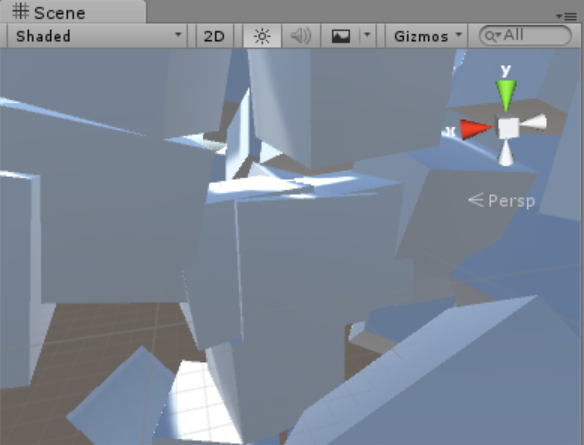 Scene
Shaded 2D Gizmos All
y
x
Persp